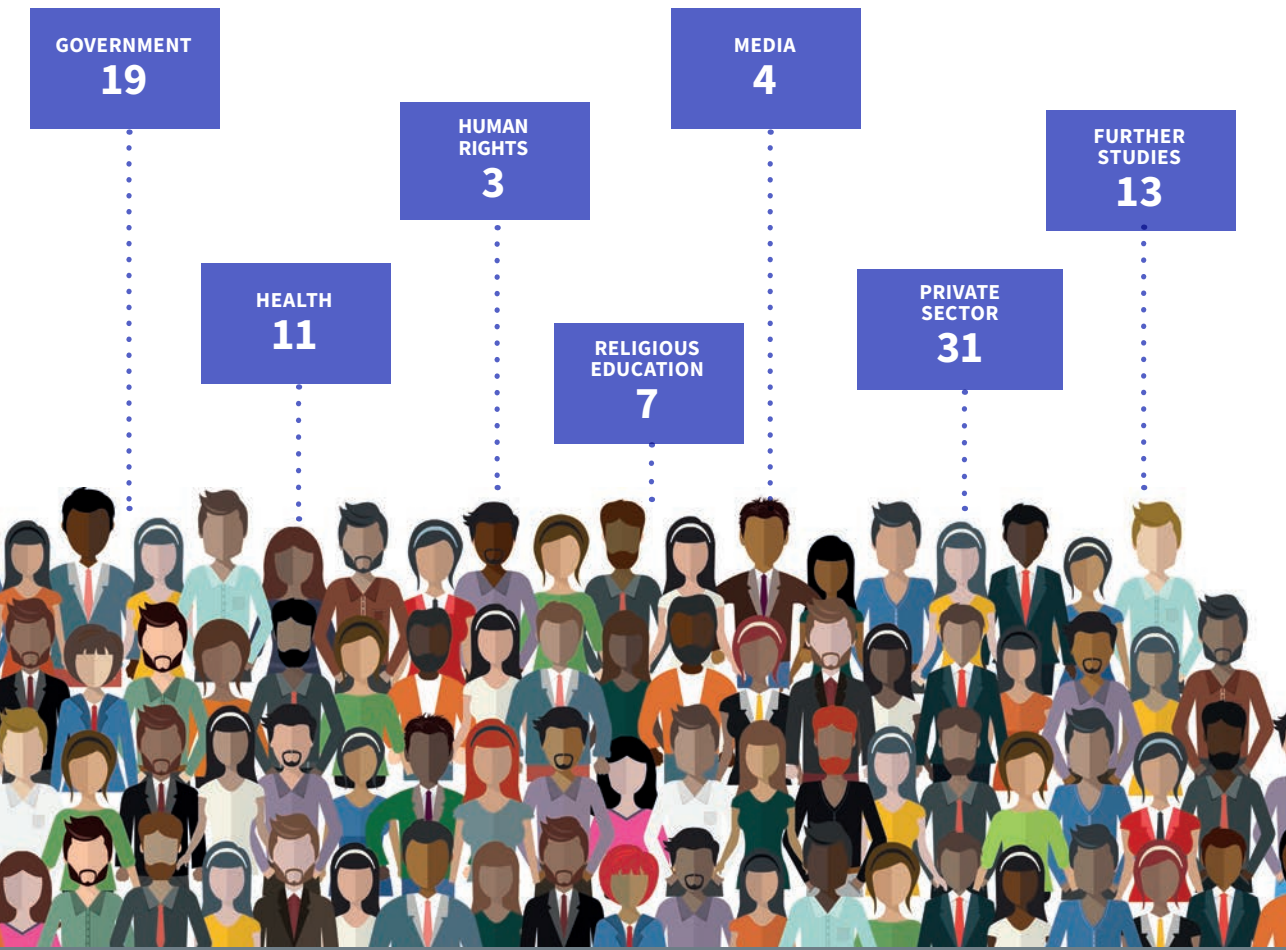 GOVERNMENT
19
HEALTH
11
HUMAN
RIGHTS
3
RELIGIOUS
EDUCATION
7
MEDIA
4
PRIVATE
SECTOR
31
FURTHER
STUDIES
13